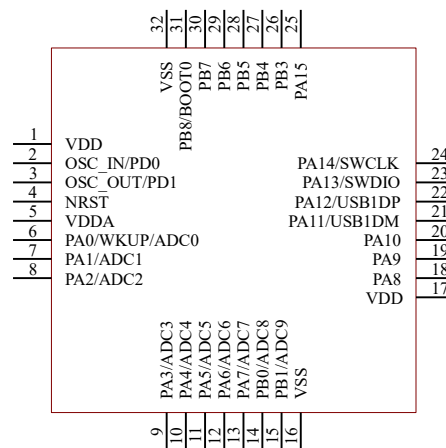 32 31 30 29 28 27 26 25
VSS
PB8/BOOT0
PB7
PB6
PB5
PB4
PB3
PA15
1 VDD
2 OSC_IN/PD0
3 OSC_OUT/PD1
4 NRST
5 VDDA
6 PA0/WKUP/ADC0
7 PA1/ADC1
8 PA2/ADC2
PA14/SWCLK 24
PA13/SWDIO 23
PA12/USB1DP 22
PA11/USB1DM 21
PA10 20
PA9 19
PA8 18
VDD 17
PA3/ADC3
PA4/ADC4
PA5/ADC5
PA6/ADC6
PA7/ADC7
PB0/ADC8
PB1/ADC9
VSS
9 10 11 12 13 14 15 16